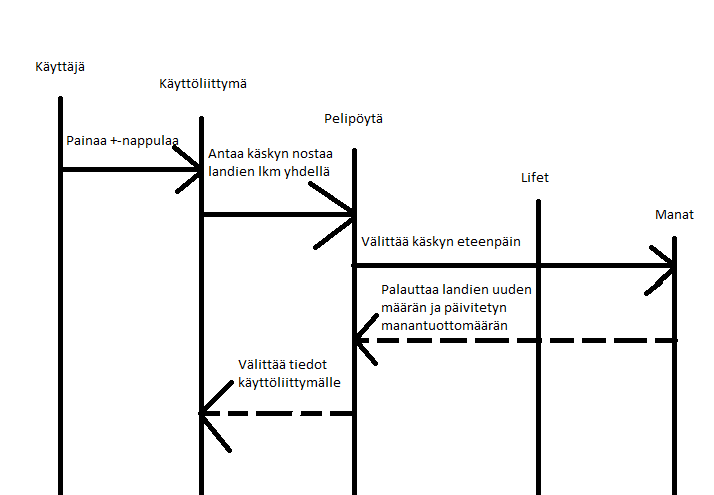 Käyttäjä
Käyttöliittymä
Pelipöytä
Lifet
Manat
Painaa +-nappulaa
Antaa käskyn nostaa
landien lkm yhdellä
Välittää käskyn eteenpäin
Palauttaa landien uuden
määrän ja päivitetyn
manantuottomäärän
Välittää tiedot
käyttöliittymälle